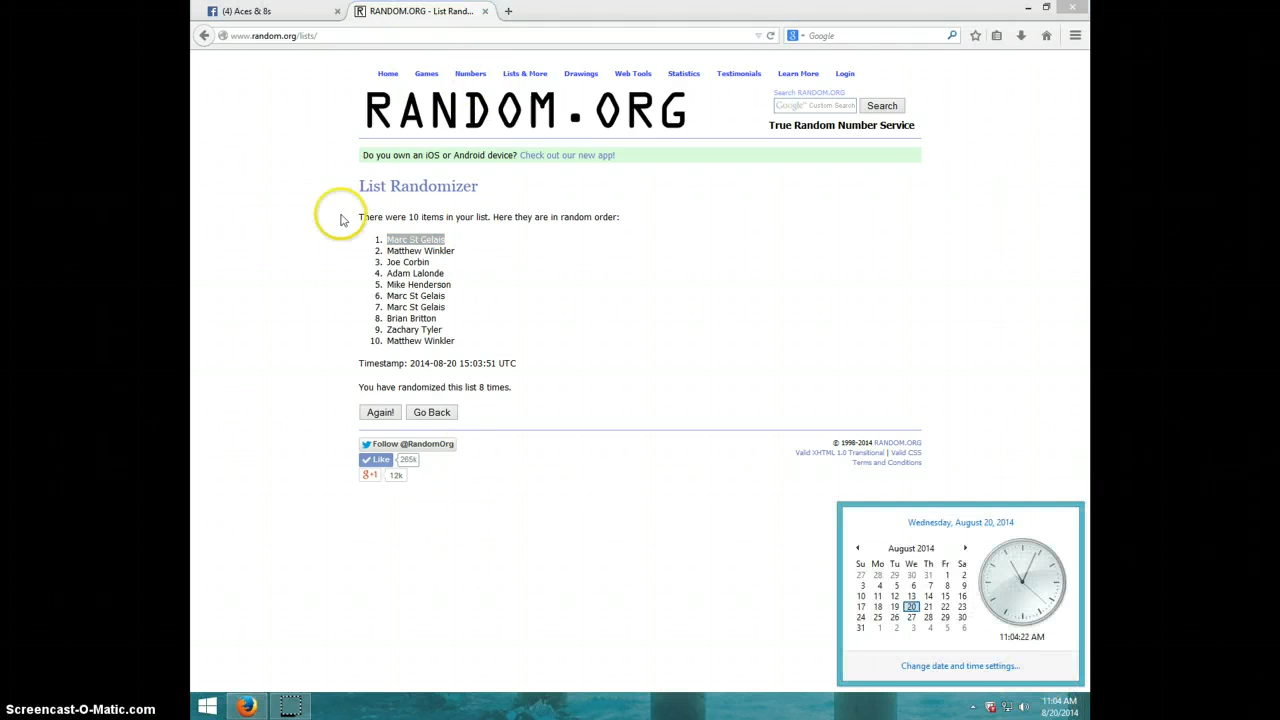 (4) Aces & 8s
RANDOM.ORG - List Rand...
www.random.org/lists/
Google
Home Games Numbers Lists & More Drawings Web Tools Statistics Testimonials Learn More Login
Search RANDOM.ORG
RANDOM.ORG
Google™ Custom Search Search
True Random Number Service
Do you own an iOS or Android device? Check out our new app!
List Randomizer
There were 10 items in your list. Here they are in random order:
1. Marc St Gelais
2. Matthew Winkler
3. Joe Corbin
4. Adam Lalonde
5. Mike Henderson
6. Marc St Gelais
7. Marc St Gelais
8. Brian Britton
9. Zachary Tyler
10. Matthew Winkler
Timestamp: 2014-08-20 15:03:51 UTC
You have randomized this list 8 times.
Again! Go Back
Follow @RandomOrg
Like 265k
g+1 12k
© 1998-2014 RANDOM.ORG
Valid XHTML 1.0 Transitional | Valid CSS
Terms and Conditions
Wednesday, August 20, 2014
August 2014
Su Mo Tu We Th Fr Sa
27 28 29 30 31 1 2
3 4 5 6 7 8 9
10 11 12 13 14 15 16
17 18 19 20 21 22 23
24 25 26 27 28 29 30
31 1 2 3 4 5 6
11:04:22 AM
Change date and time settings...
11:04 AM
8/20/2014
Screencast-O-Matic.com